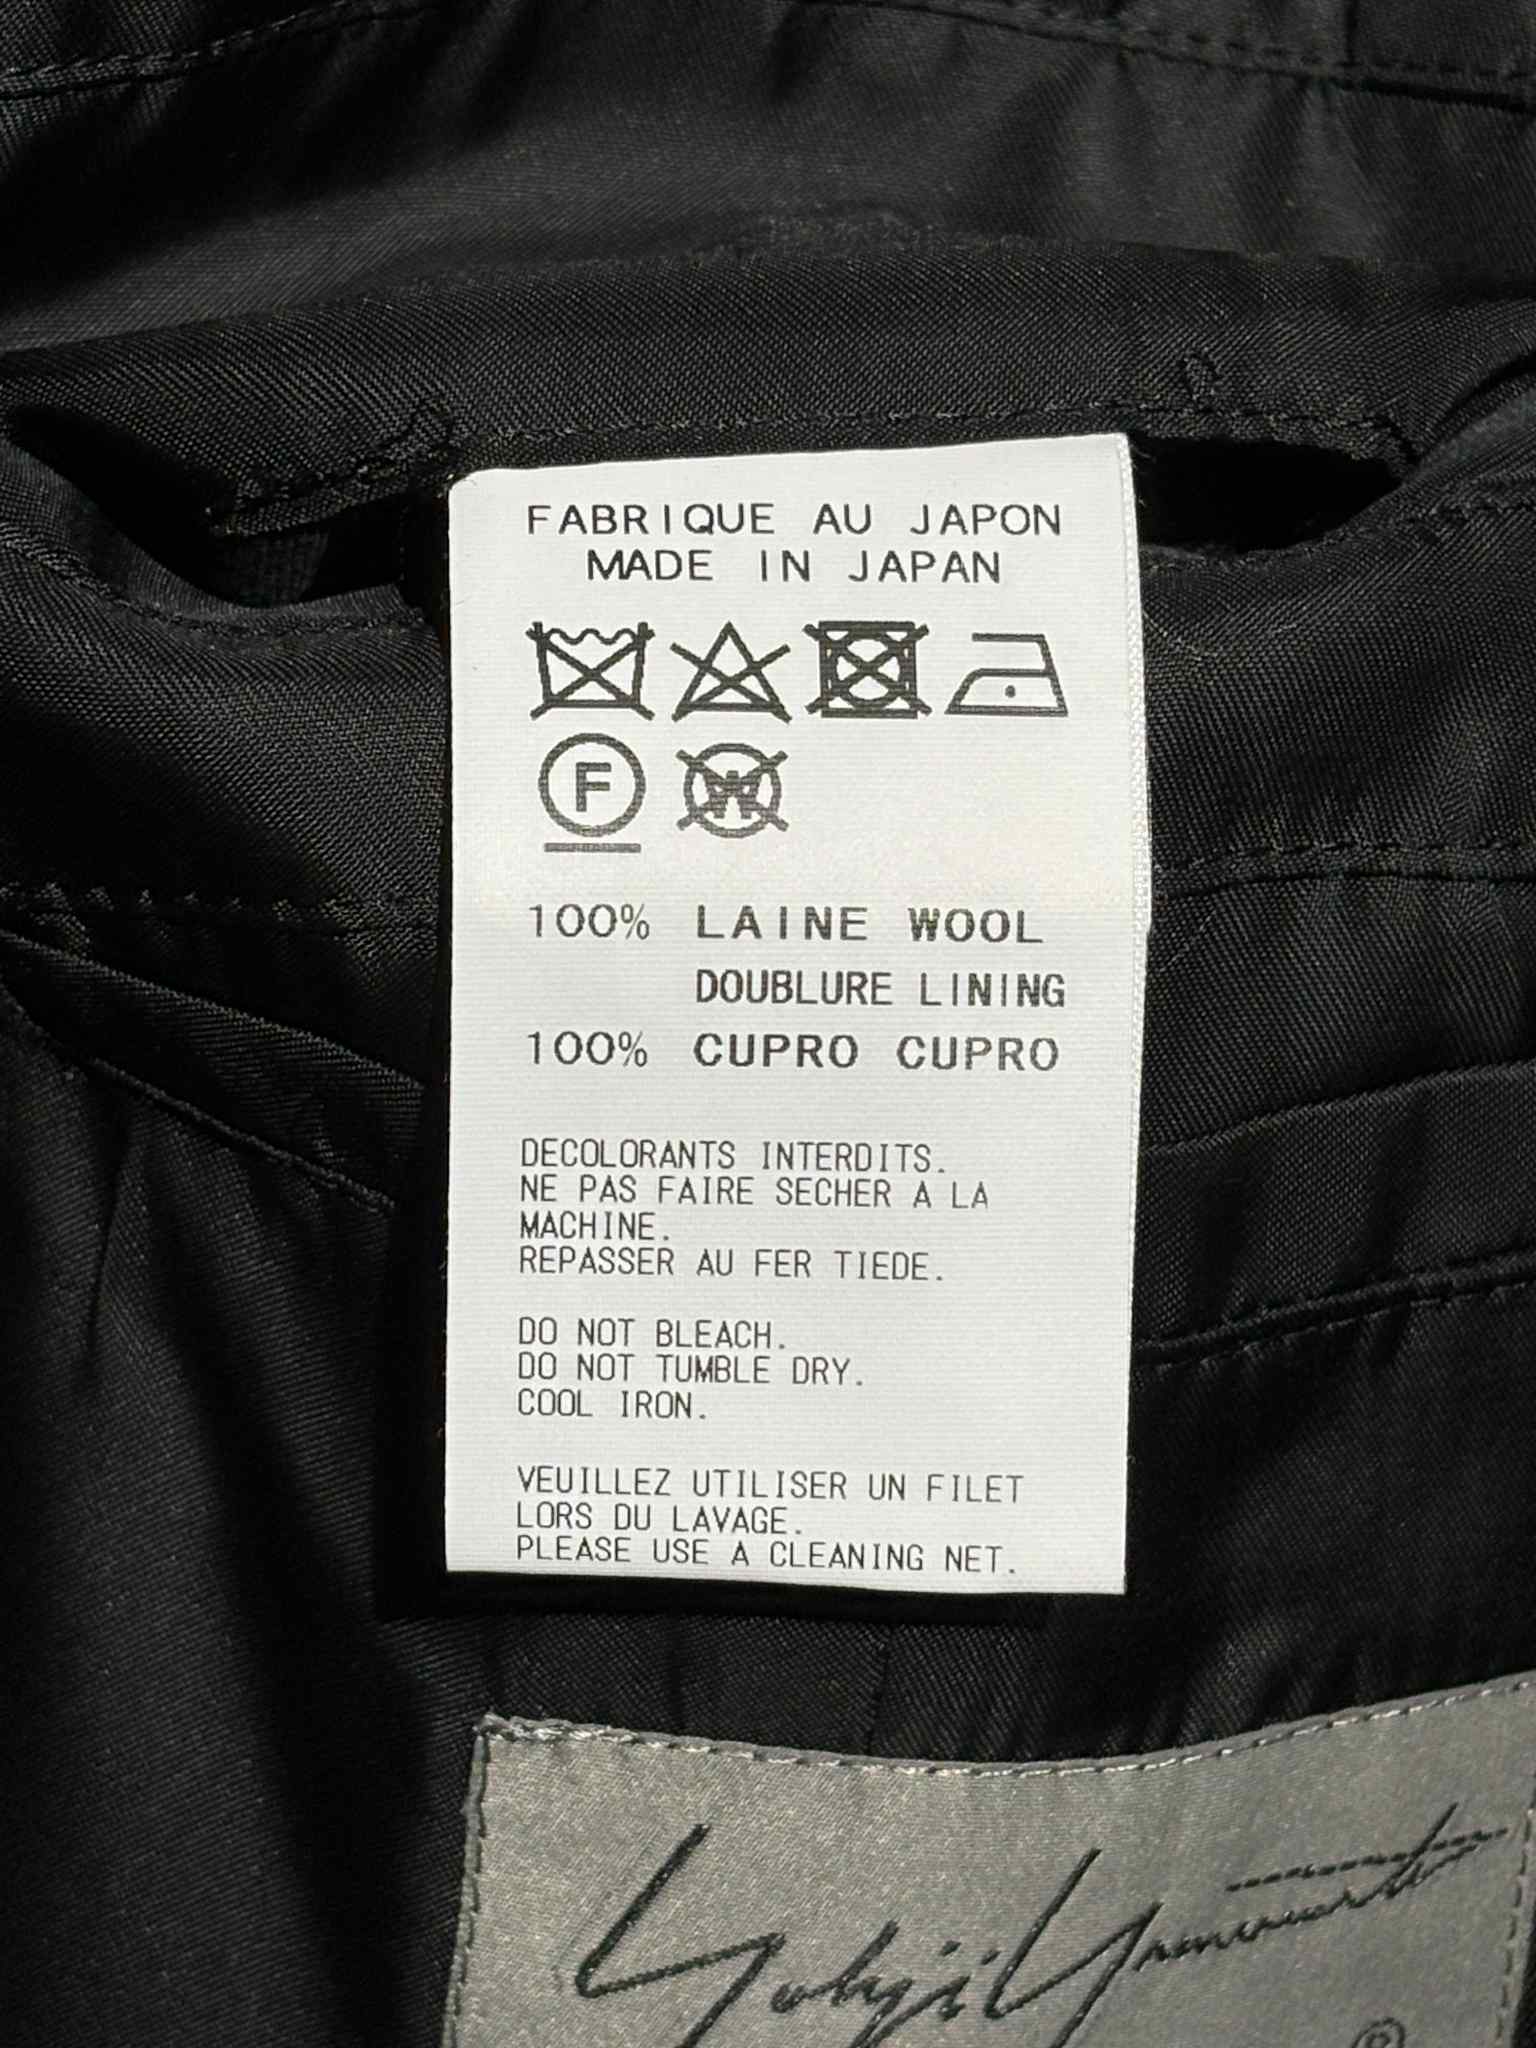 FABRIQUE AU JAPON
MADE IN JAPAN
F W
100% LAINE WOOL
DOUBLURE LINING
100% CUPRO CUPRO
DECOLORANTS INTERDITS.
NE PAS FAIRE SECHER A LA
MACHINE.
REPASSER AU FER TIEDE.
DO NOT BLEACH.
DO NOT TUMBLE DRY.
COOL IRON.
VEUILLEZ UTILISER UN FILET
LORS DU LAVAGE.
PLEASE USE A CLEANING NET.
Yohji Yamamoto
®